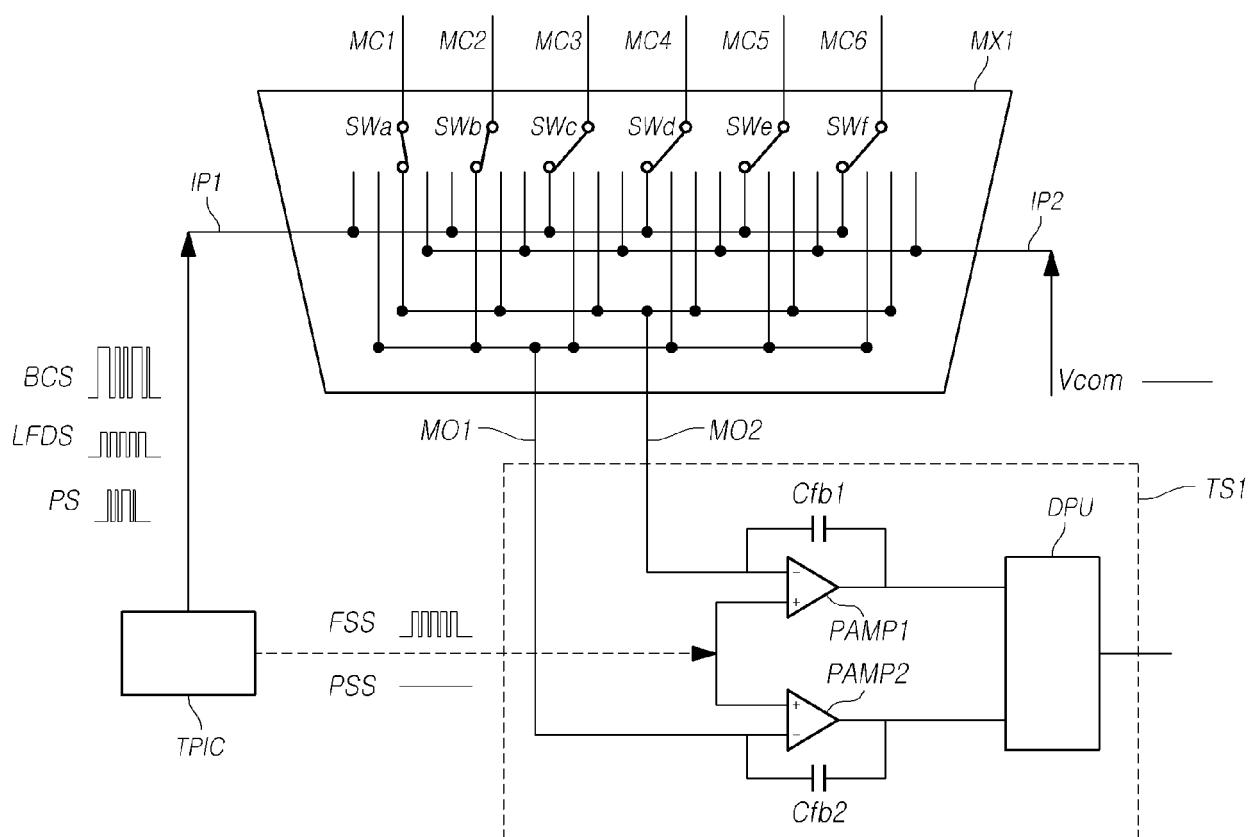 MC1 MC2 MC3 MC4 MC5 MC6 MX1
SWa SWb SWc SWd SWe SWf
IP1
IP2
BCS
LFDS
PS
Vcom
MO1 MO2
TS1
Cfb1
DPU
-
+
PAMP1
FSS
PSS
PAMP2
+
-
TPIC
Cfb2